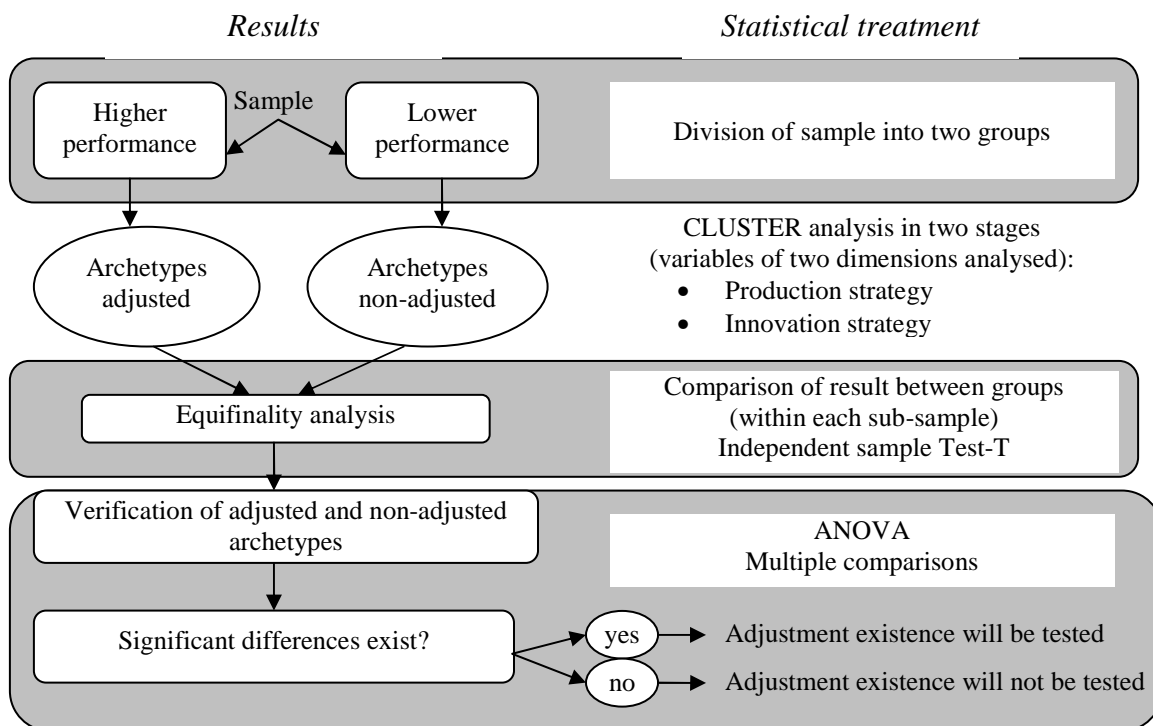 Results
Statistical treatment
Higher
performance
Sample
Lower
performance
Division of sample into two groups
Archetypes
adjusted
Archetypes
non-adjusted
CLUSTER analysis in two stages
(variables of two dimensions analysed):
• Production strategy
• Innovation strategy
Equifinality analysis
Comparison of result between groups
(within each sub-sample)
Independent sample Test-T
Verification of adjusted and non-adjusted
archetypes
ANOVA
Multiple comparisons
Significant differences exist?
yes
Adjustment existence will be tested
no
Adjustment existence will not be tested